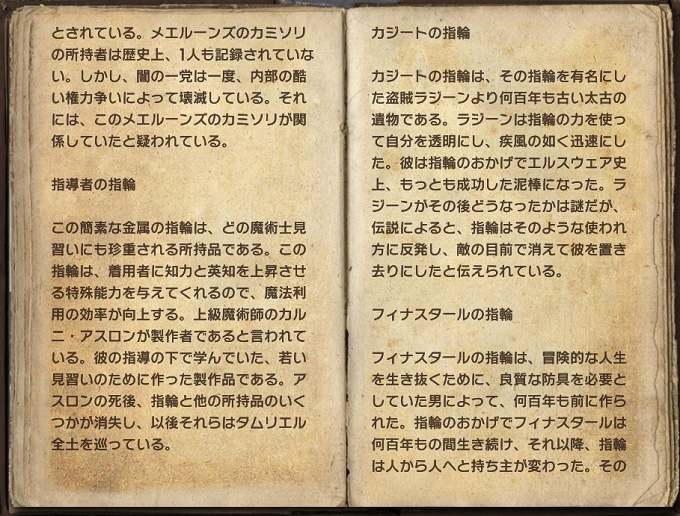 とされている。メエルーンズのカミソリ
の所持者は歴史上、1人も記録されていな
い。しかし、闇の一党は一度、内部の酷
い権力争いによって壊滅している。それ
には、このメエルーンズのカミソリが関
係していたと疑われている。
指導者の指輪
この簡素な金属の指輪は、どの魔術士見
習いにも珍重される所持品である。この
指輪は、着用者に知力と英知を上昇させ
る特殊能力を与えてくれるので、魔法利
用の効率が向上する。上級魔術師のカル
ニ・アスロンが製作者であると言われて
いる。彼の指導の下で学んでいた、若い
見習いのために作った製作品である。ア
スロンの死後、指輪と他の所持品のいく
つかが消失し、以後それらはタムリエル
全土を巡っている。
カジートの指輪
カジートの指輪は、その指輪を有名にし
た盗賊ラジーンより何百年も古い太古の
遺物である。ラジーンは指輪の力を使っ
て自分を透明にし、疾風の如く迅速にし
た。彼は指輪のおかげでエルスウェア史
上、もっとも成功した泥棒になった。ラ
ジーンがその後どうなったかは謎だが、
伝説によると、指輪はそのような使われ
方に反発し、敵の目前で消えて彼を置き
去りにしたと伝えられている。
フィナスタールの指輪
フィナスタールの指輪は、冒険的な人生
を生き抜くために、良質な防具を必要と
していた男によって、何百年も前に作ら
れた。指輪のおかげでフィナスタールは
何百年もの間生き続け、それ以降、指輪
は人から人へと持ち主が変わった。その